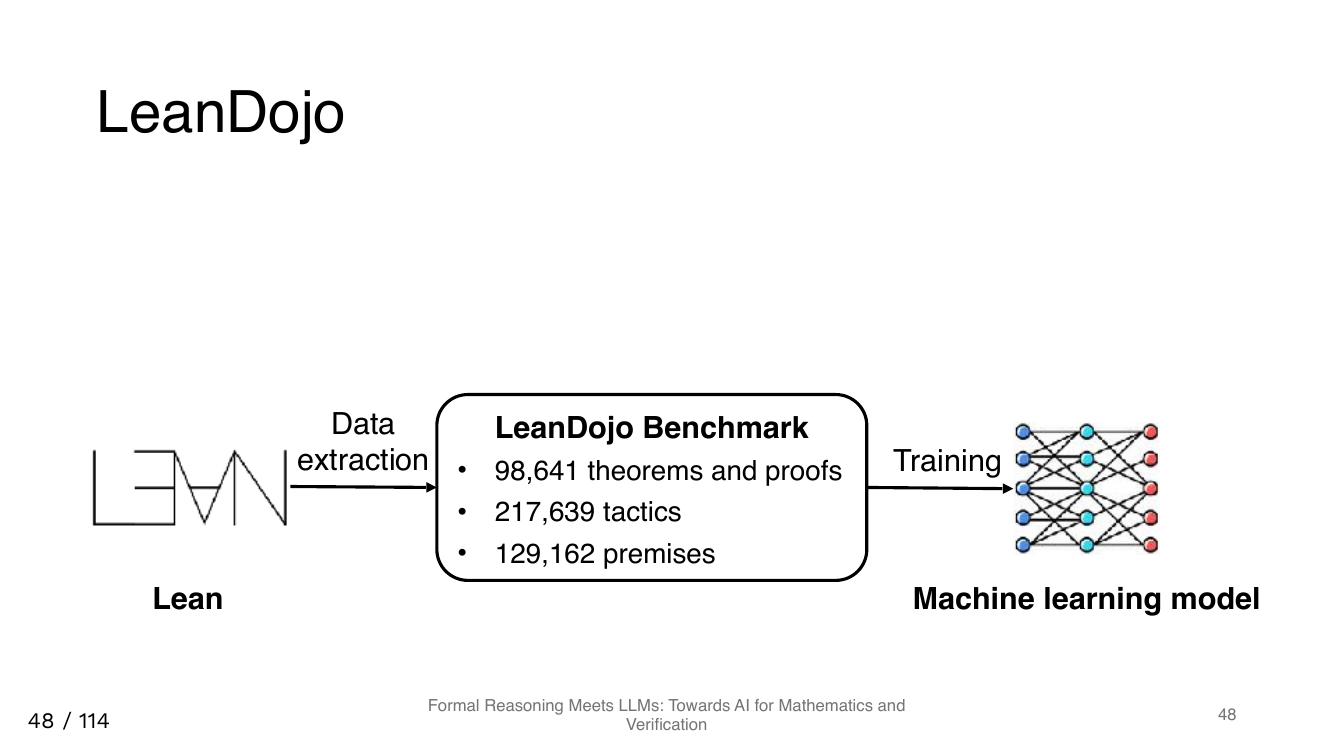 LeanDojo
Data
extraction
LEAN
Lean
LeanDojo Benchmark
• 98,641 theorems and proofs
• 217,639 tactics
• 129,162 premises
Training
Machine learning model
48 / 114
Formal Reasoning Meets LLMs: Towards AI for Mathematics and
Verification
48